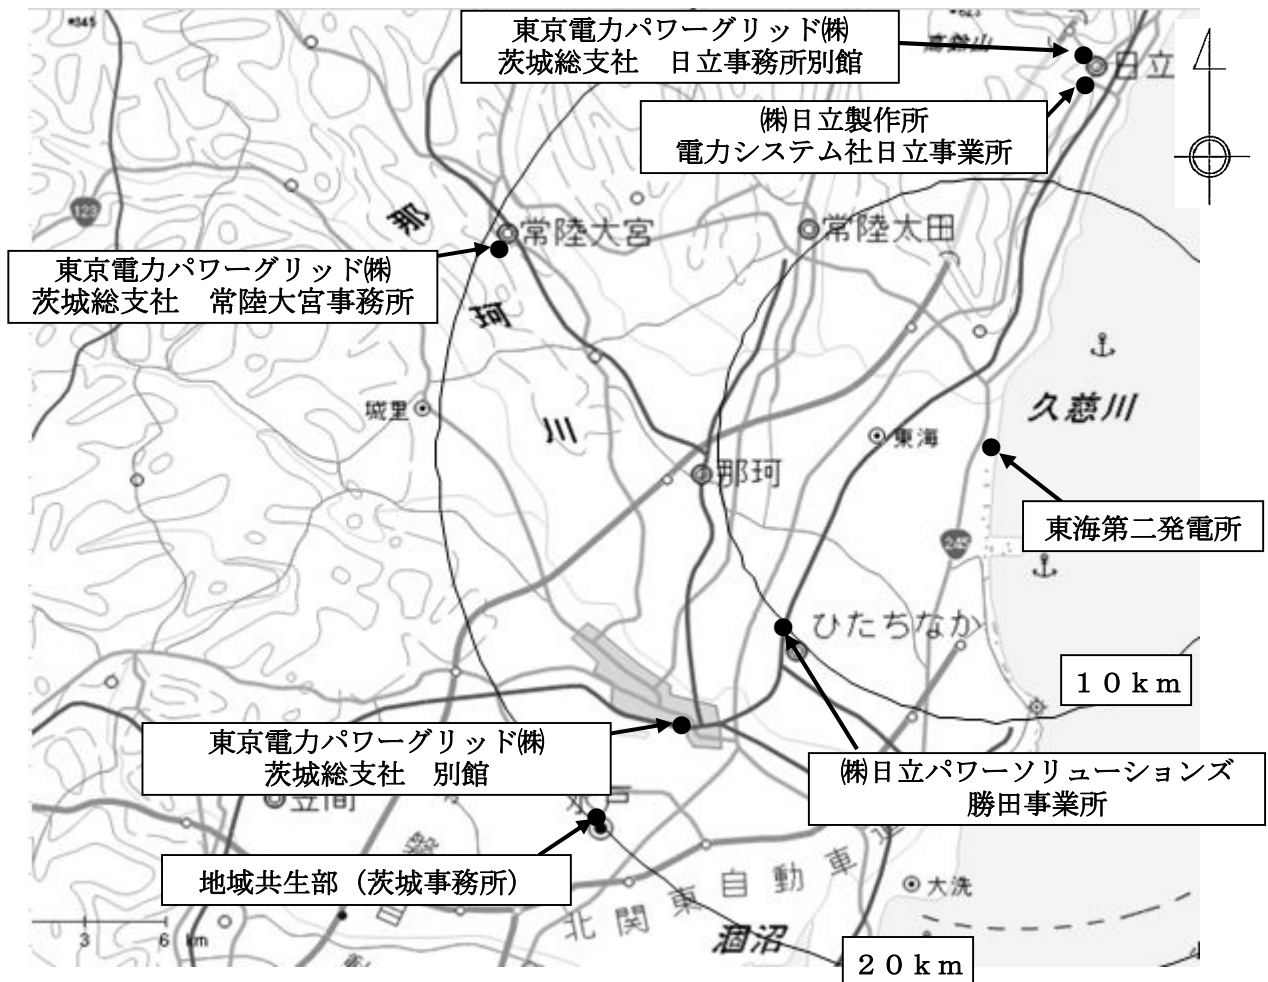 東京電力パワーグリッド㈱
茨城総支社　日立事務所別館
高鈴山
日立
㈱日立製作所
電力システム社日立事業所
123
那
珂
川
常陸大宮
常陸太田
東京電力パワーグリッド㈱
茨城総支社　常陸大宮事務所
城里
久慈川
東海
那珂
東海第二発電所
245
ひたちなか
１０ｋｍ
東京電力パワーグリッド㈱
茨城総支社　別館
㈱日立パワーソリューションズ
勝田事業所
笠間
水戸
地域共生部（茨城事務所）
北関東自動車道
大洗
涸沼
3
6 km
２０ｋｍ